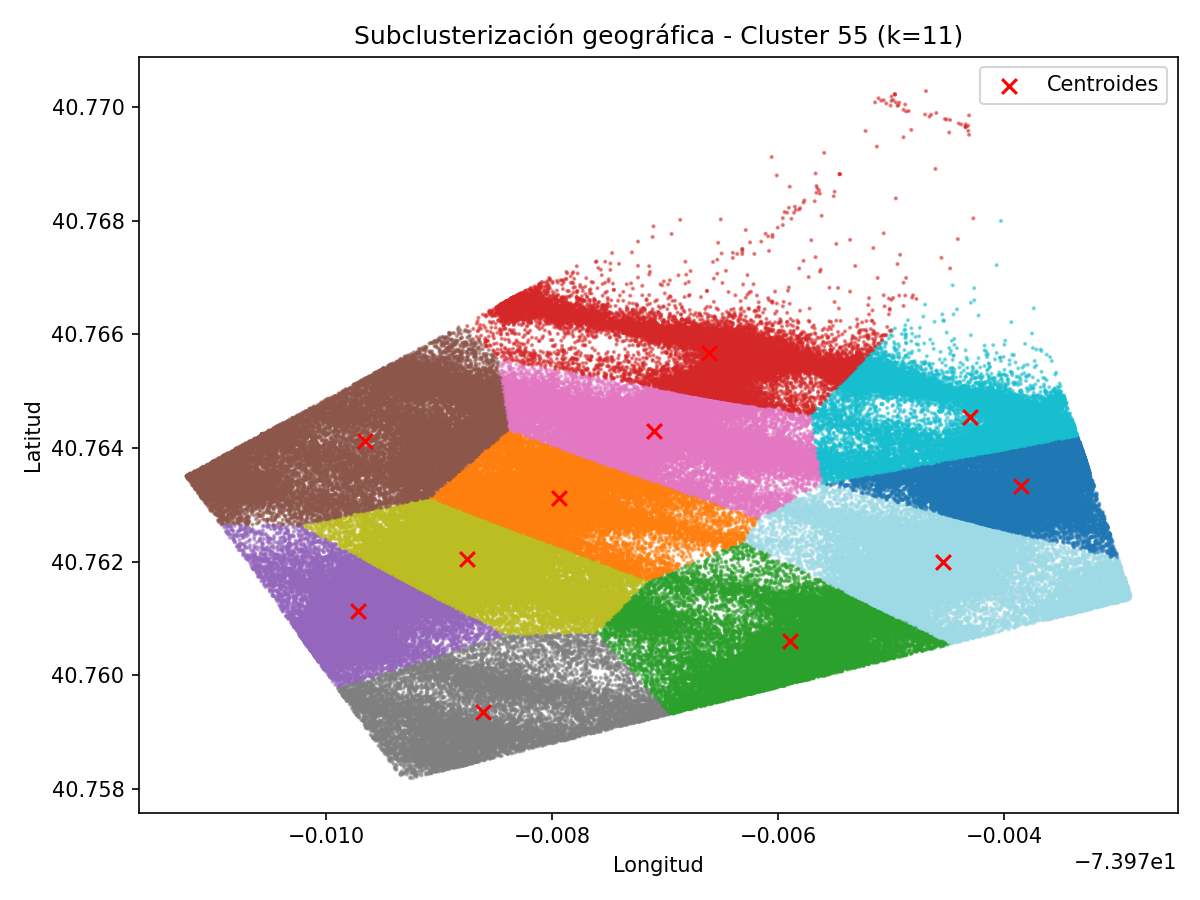 Subclusterización geográfica - Cluster 55 (k=11)
Centroides
40.770
40.768
40.766
40.764
40.762
40.760
40.758
Latitud
−0.010 −0.008 −0.006 −0.004
Longitud
−7.397e1